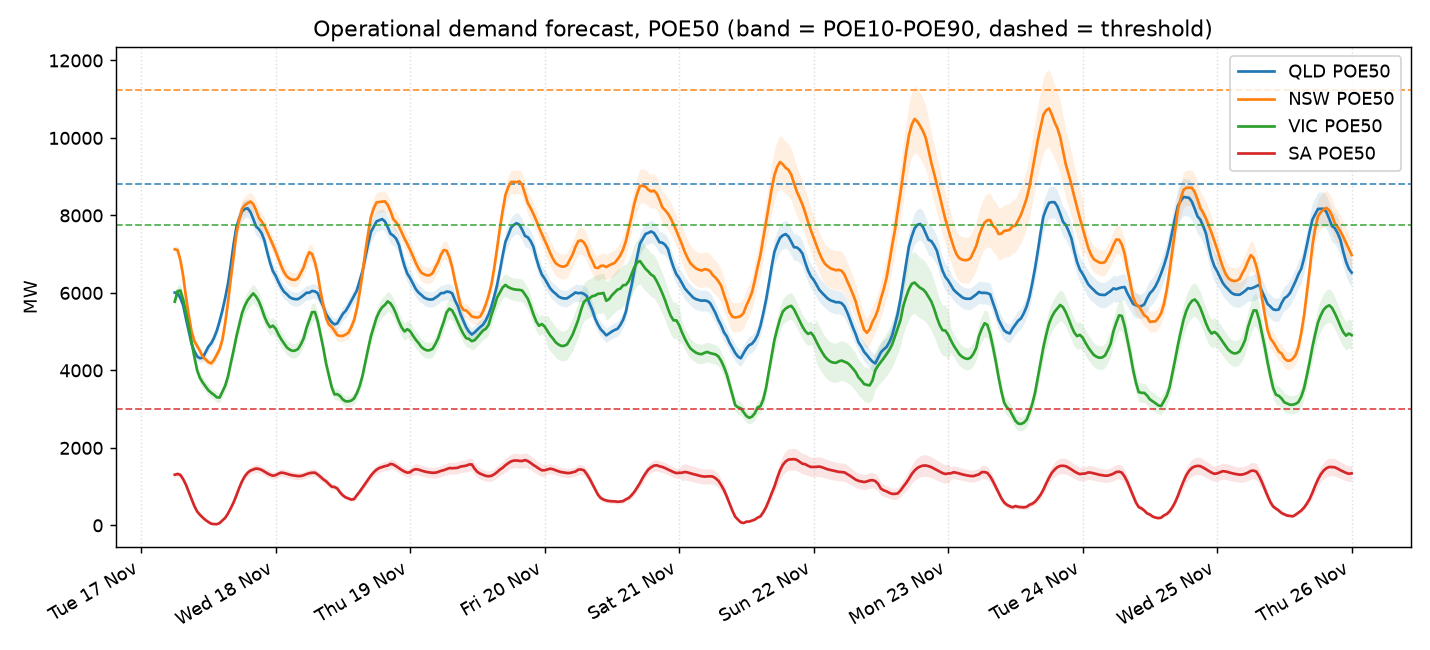 Operational demand forecast, POE50 (band = POE10-POE90, dashed = threshold)
12000
10000
8000
6000
4000
2000
0
MW
QLD POE50
NSW POE50
VIC POE50
SA POE50
Tue 17 Nov
Wed 18 Nov
Thu 19 Nov
Fri 20 Nov
Sat 21 Nov
Sun 22 Nov
Mon 23 Nov
Tue 24 Nov
Wed 25 Nov
Thu 26 Nov